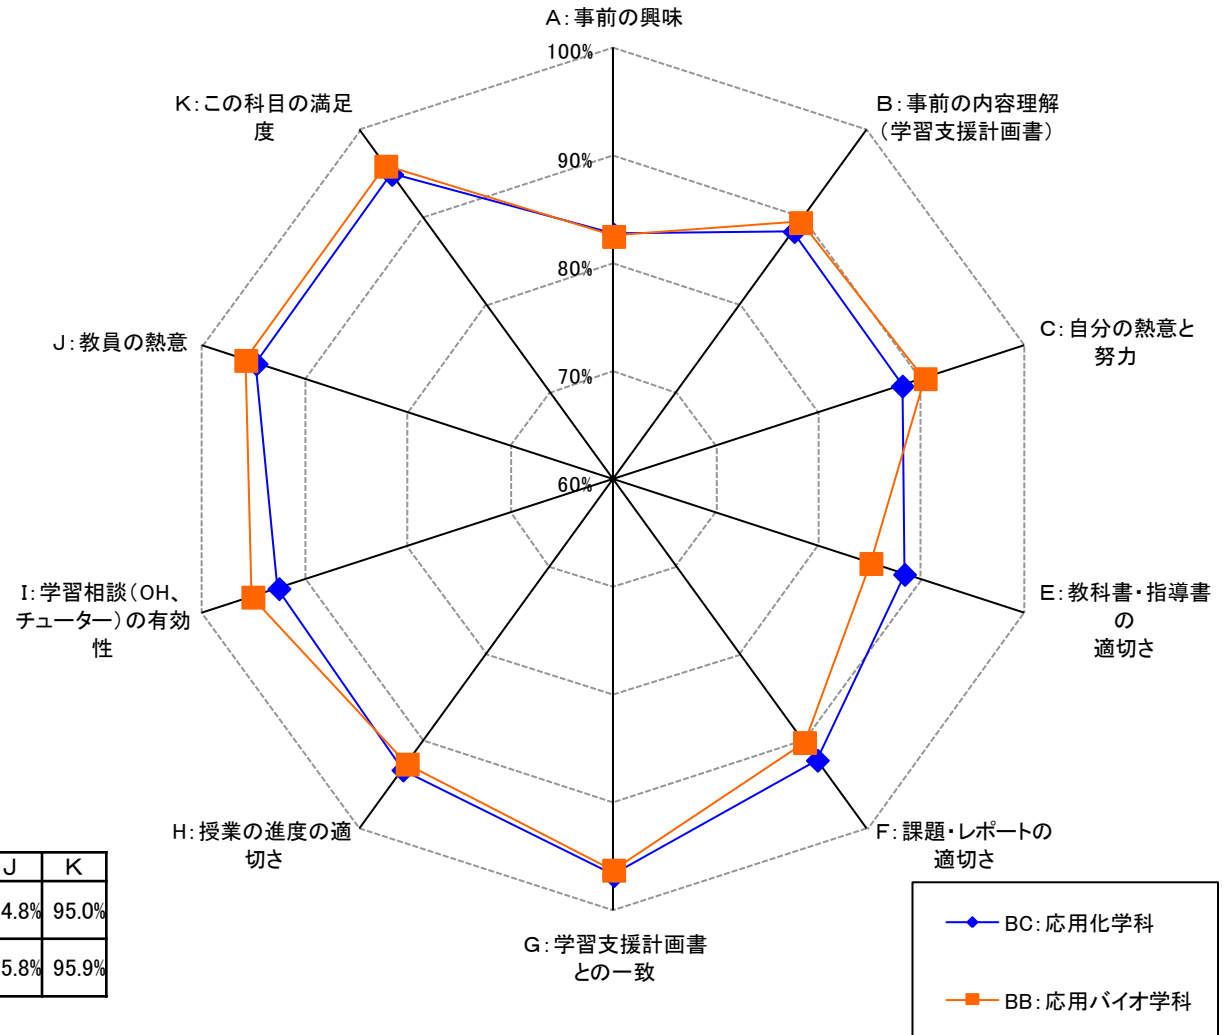 A:事前の興味
100%
90%
80%
70%
60%
B:事前の内容理解
(学習支援計画書)
C:自分の熱意と
努力
E:教科書・指導書
の
適切さ
F:課題・レポートの
適切さ
G:学習支援計画書
との一致
H:授業の進度の適
切さ
I:学習相談(OH、
チューター)の有効
性
J:教員の熱意
K:この科目の満足
度
J K
4.8% 95.0%
5.8% 95.9%
BC:応用化学科
BB:応用バイオ学科